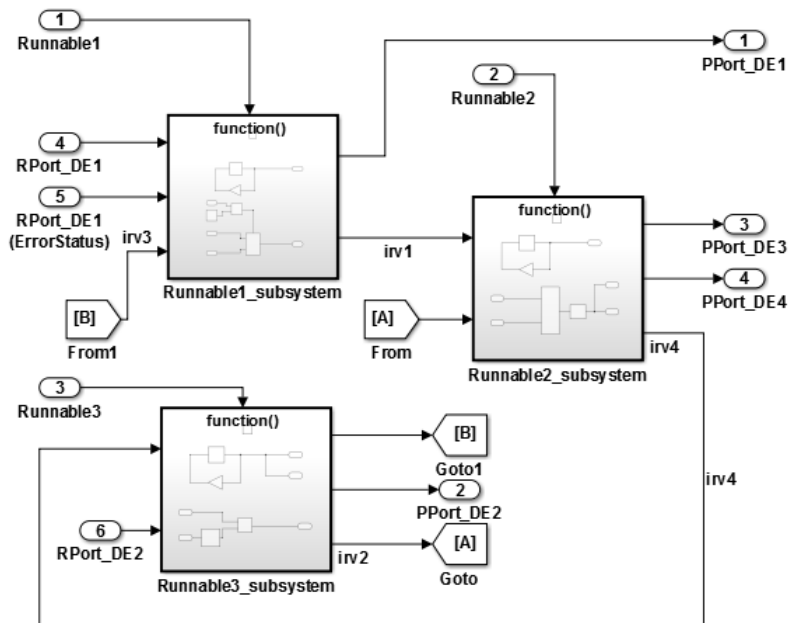 1
Runnable1
1
PPort_DE1
2
Runnable2
function()
4
RPort_DE1
5
RPort_DE1
(ErrorStatus)
irv3
[B]
From1
Runnable1_subsystem
irv1
[A]
From
function()
3
PPort_DE3
4
PPort_DE4
irv4
Runnable2_subsystem
3
Runnable3
function()
[B]
Goto1
2
PPort_DE2
6
RPort_DE2
irv2
[A]
Goto
Runnable3_subsystem
irv4